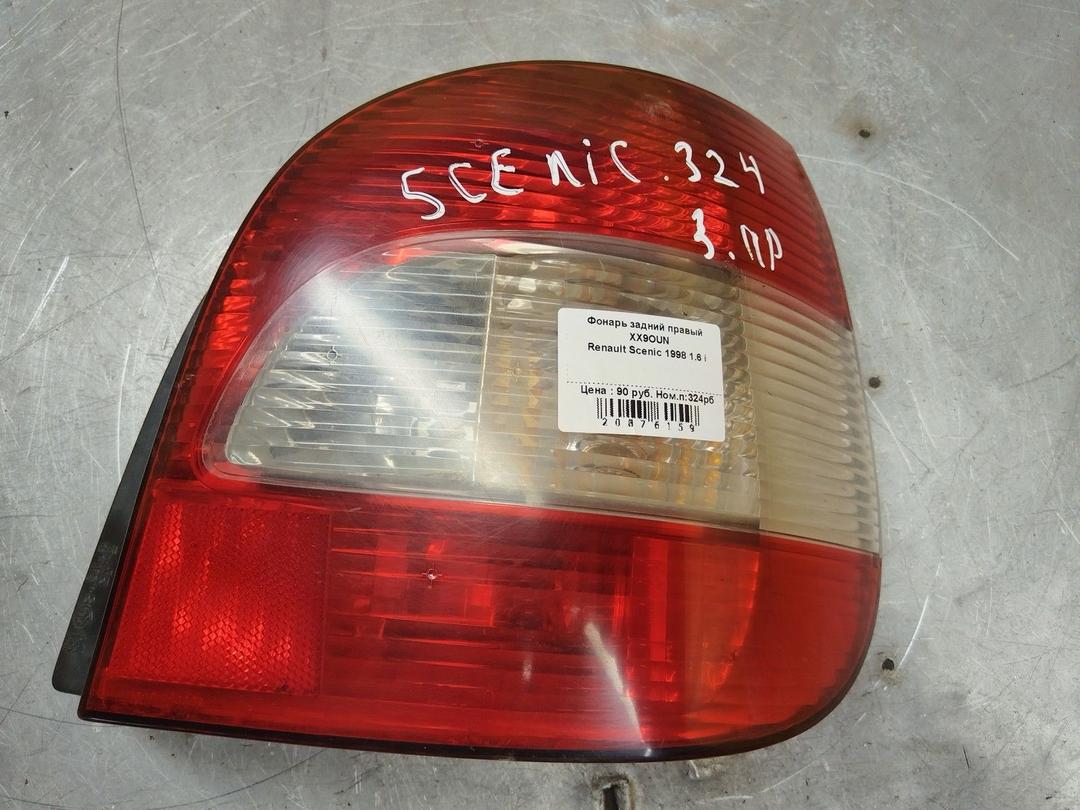 SCENIC. 324
З.ПР
Фонарь задний правый
XX9OUN
Renault Scenic 1998 1.6 i
Цена : 90 руб. Ном.п:324рб
20876159